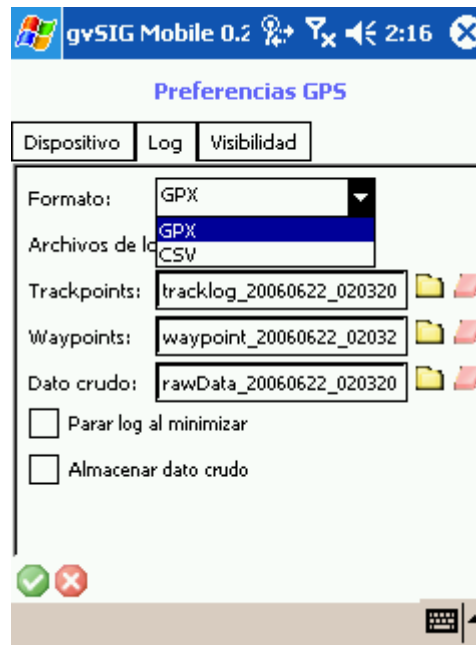 gvSIG Mobile 0.2 2:16
Preferencias GPS
Dispositivo Log Visibilidad
Formato: GPX
GPX
Archivos de lo
CSV
Trackpoints: tracklog_20060622_020320
Waypoints: waypoint_20060622_02032
Dato crudo: rawData_20060622_020320
Parar log al minimizar
Almacenar dato crudo